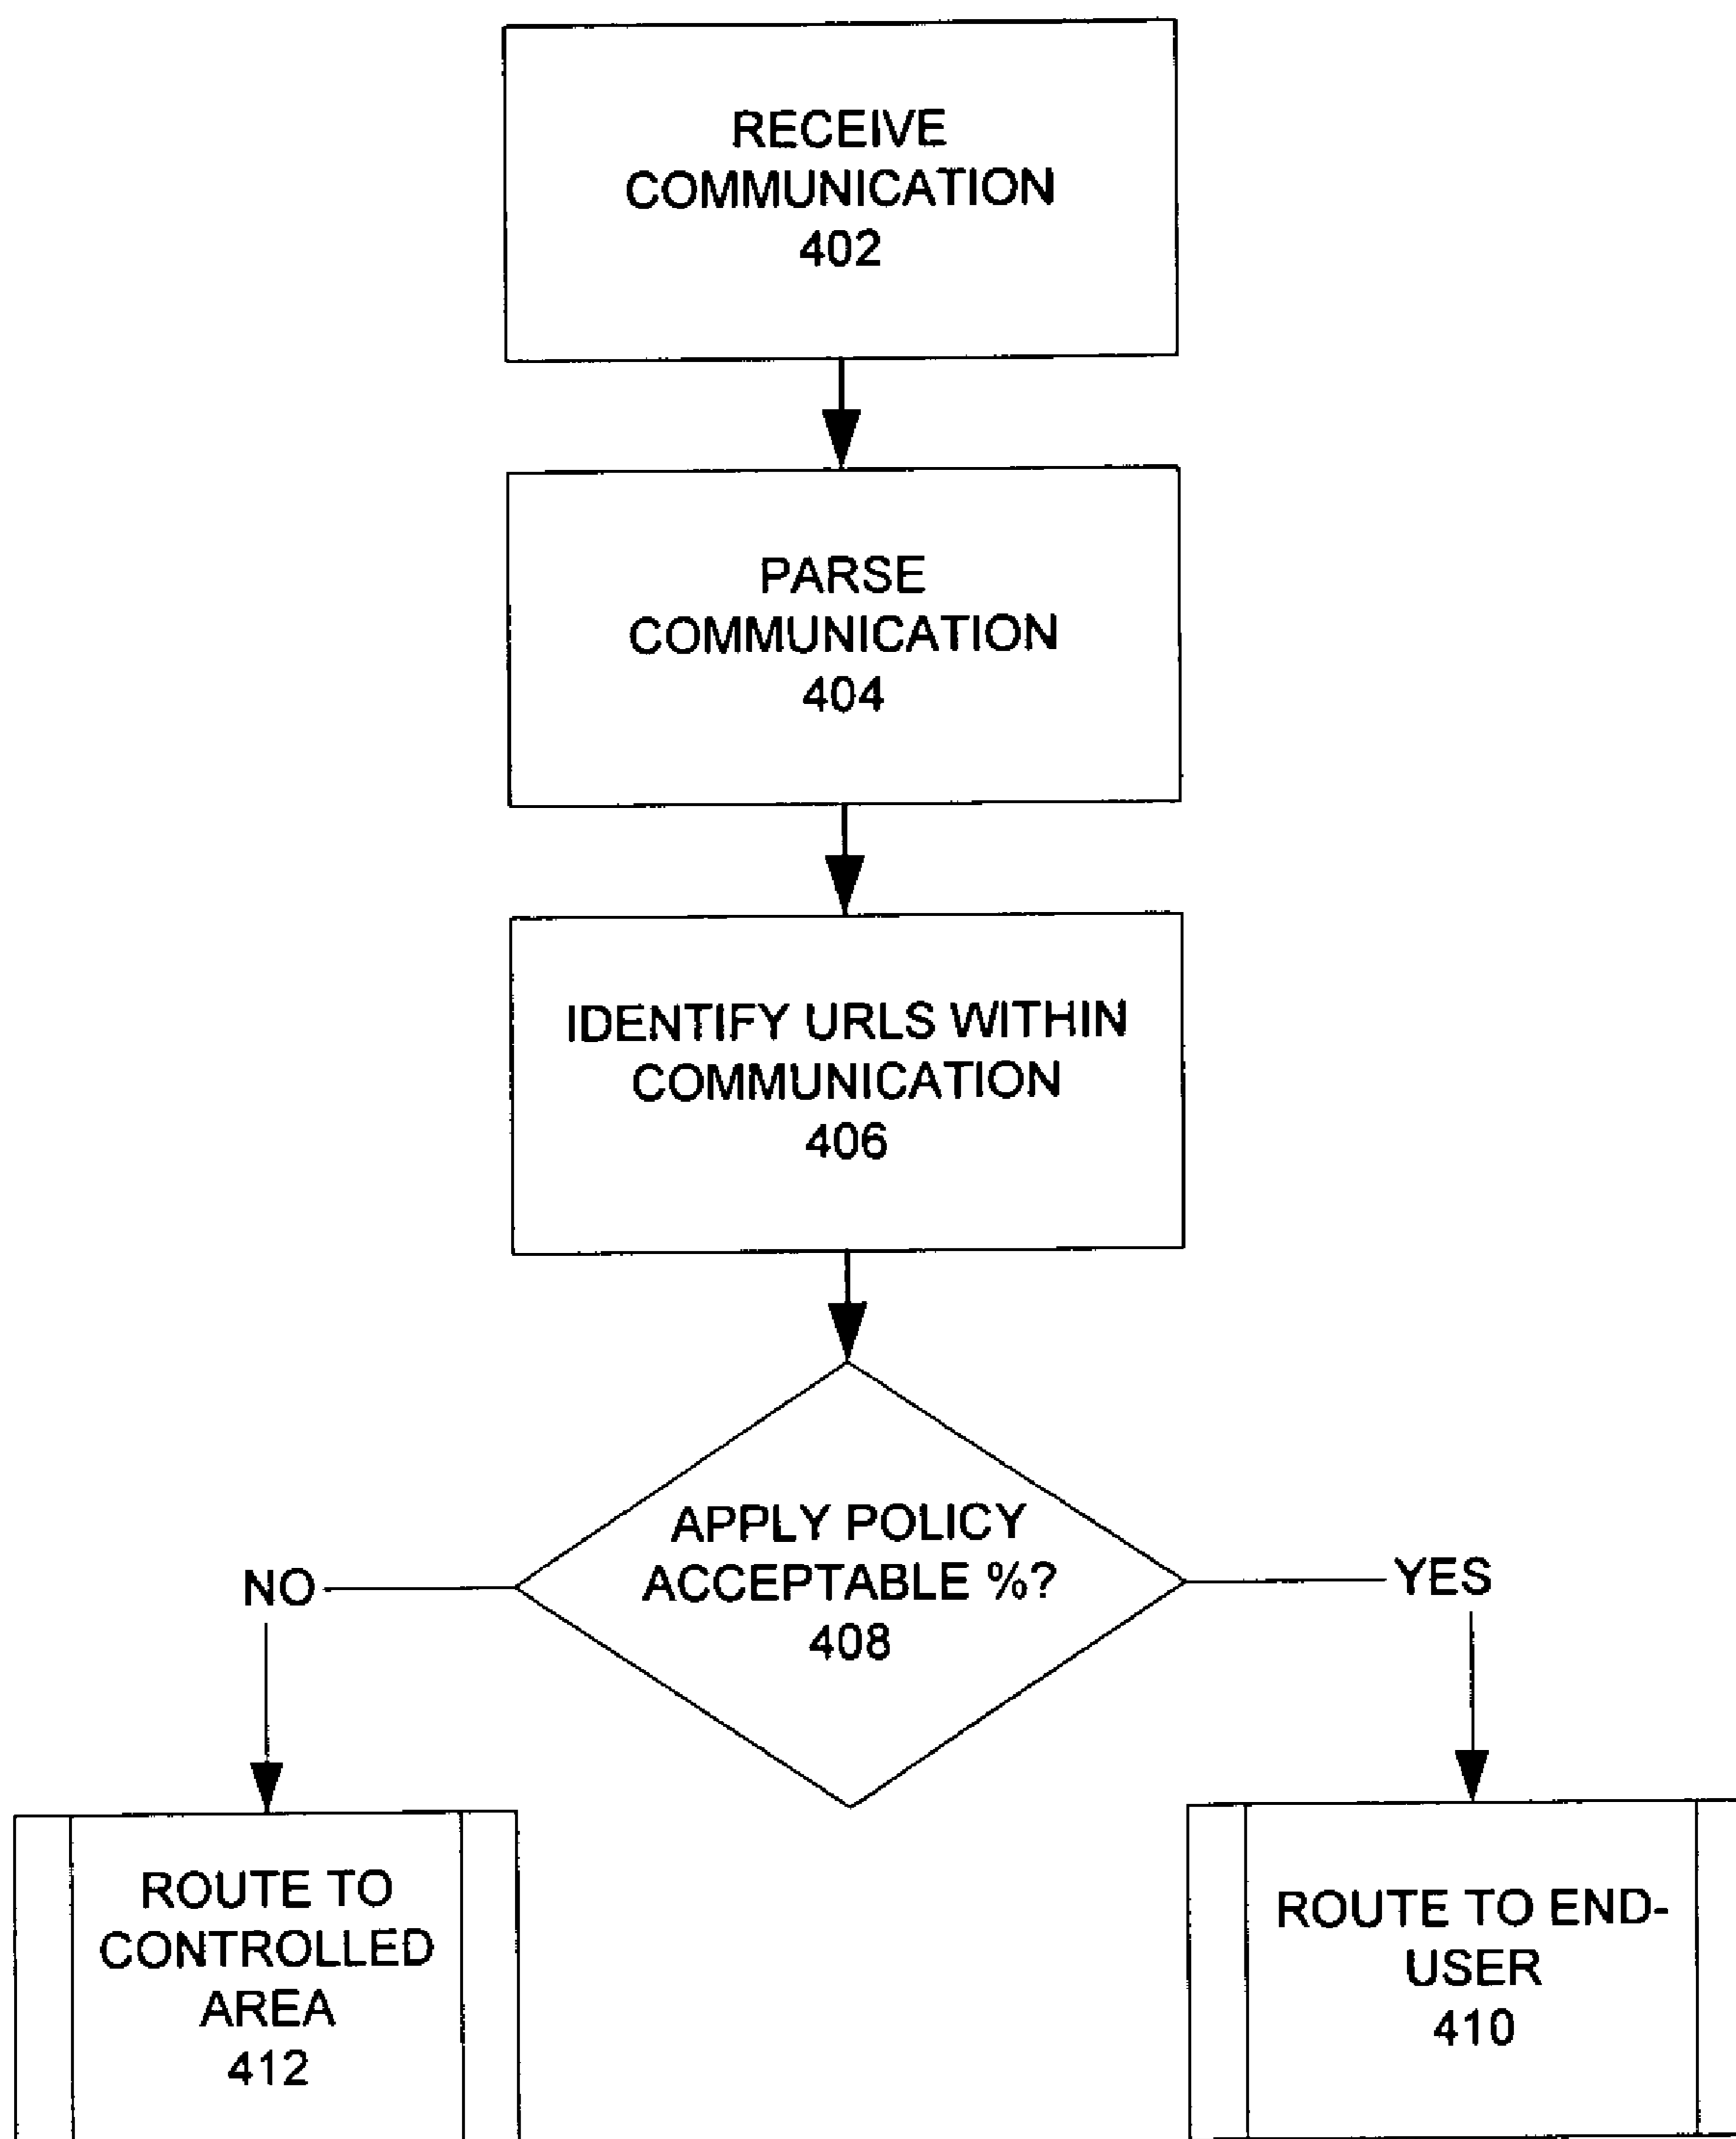 RECEIVE
COMMUNICATION
402
PARSE
COMMUNICATION
404
IDENTIFY URLS WITHIN
COMMUNICATION
406
APPLY POLICY
ACCEPTABLE %?
408
NO
YES
ROUTE TO
CONTROLLED
AREA
412
ROUTE TO END-
USER
410